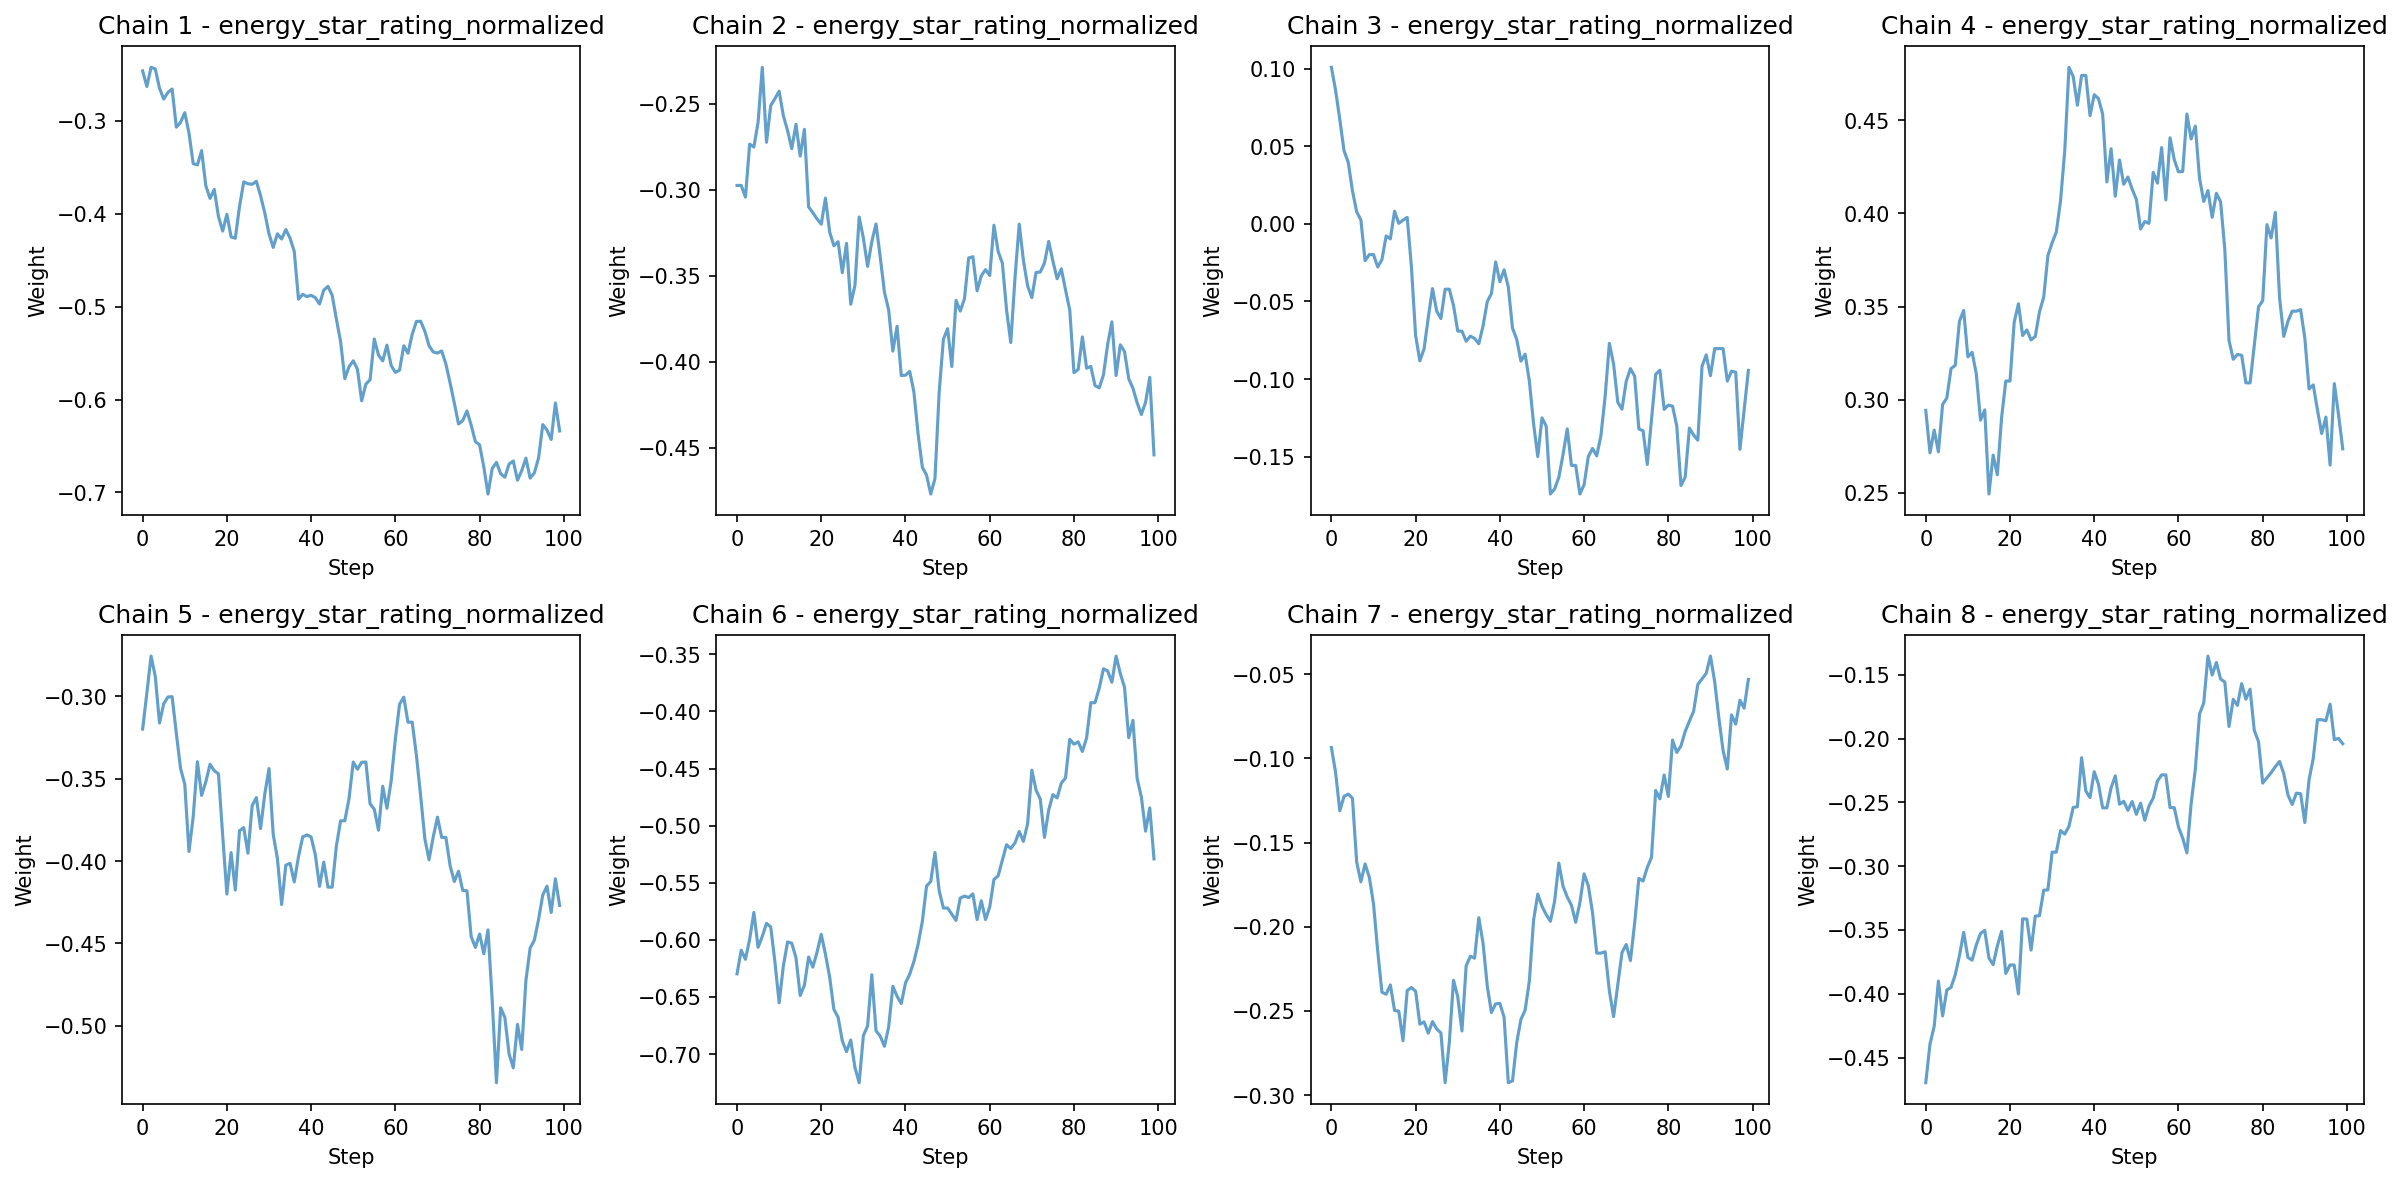 Chain 1 - energy_star_rating_normalized
Weight
−0.3
−0.4
−0.5
−0.6
−0.7
0 20 40 60 80 100
Step
Chain 2 - energy_star_rating_normalized
Weight
−0.25
−0.30
−0.35
−0.40
−0.45
0 20 40 60 80 100
Step
Chain 3 - energy_star_rating_normalized
Weight
0.10
0.05
0.00
−0.05
−0.10
−0.15
0 20 40 60 80 100
Step
Chain 4 - energy_star_rating_normalized
Weight
0.45
0.40
0.35
0.30
0.25
0 20 40 60 80 100
Step
Chain 5 - energy_star_rating_normalized
Weight
−0.30
−0.35
−0.40
−0.45
−0.50
0 20 40 60 80 100
Step
Chain 6 - energy_star_rating_normalized
Weight
−0.35
−0.40
−0.45
−0.50
−0.55
−0.60
−0.65
−0.70
0 20 40 60 80 100
Step
Chain 7 - energy_star_rating_normalized
Weight
−0.05
−0.10
−0.15
−0.20
−0.25
−0.30
0 20 40 60 80 100
Step
Chain 8 - energy_star_rating_normalized
Weight
−0.15
−0.20
−0.25
−0.30
−0.35
−0.40
−0.45
0 20 40 60 80 100
Step